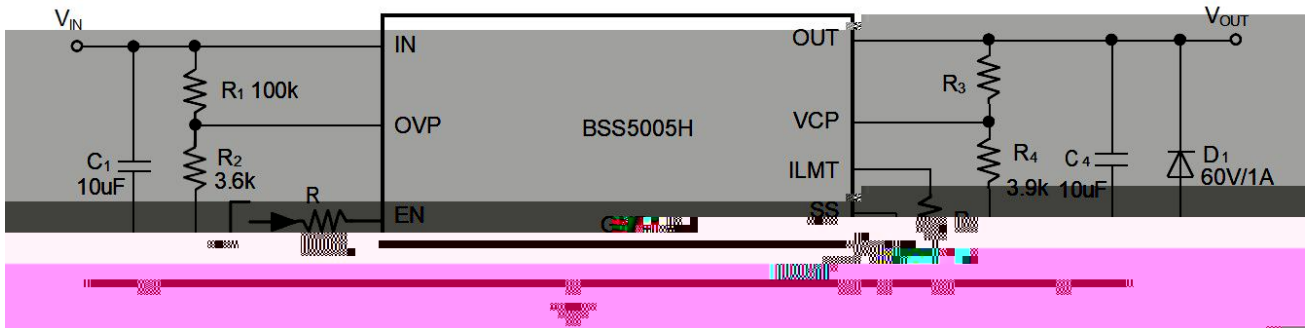 VIN
VOUT
IN
OUT
R1 100k
R3
OVP
BSS5005H
VCP
C1
10uF
R2
3.6k
ILMT
R4
3.9k
C4
10uF
D1
60V/1A
R
EN
SS